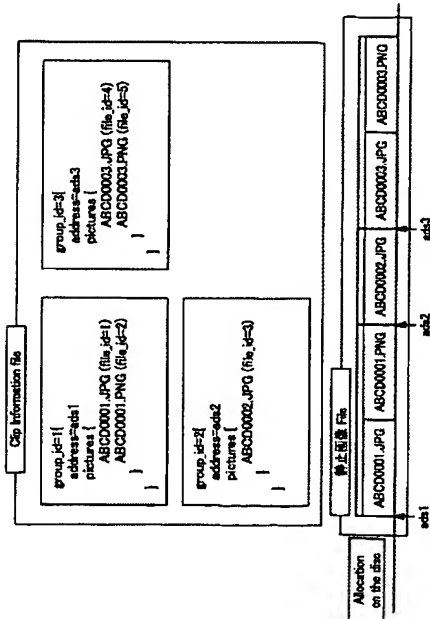 Clip Information file
group_id=1{
address=ads1
pictures {
ABCD0001.JPG (file_id=1)
ABCD0001.PNG (file_id=2)
}
}
group_id=2{
address=ads2
pictures {
ABCD0002.JPG (file_id=3)
}
}
group_id=3{
address=ads3
pictures {
ABCD0003.JPG (file_id=4)
ABCD0003.PNG (file_id=5)
}
}
静止画像 File
Allocation
on the disc
ABCD0001.JPG
ABCD0001.PNG
ABCD0002.JPG
ABCD0003.JPG
ABCD0003.PNG
ads1
ads2
ads3